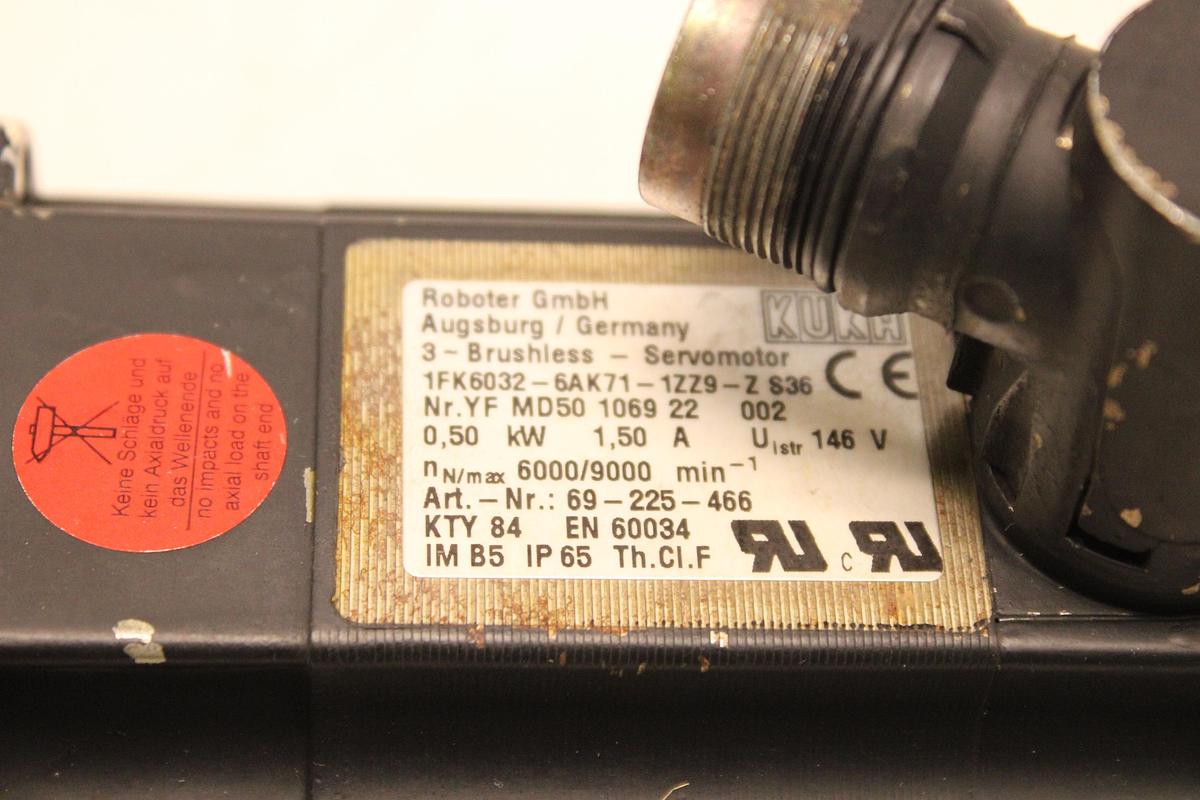 Roboter GmbH
KUKA
Augsburg / Germany
3 ~ Brushless - Servomotor
CE
1FK6032-6AK71-1ZZ9-Z S36
Nr.YF MD50 1069 22 002
0,50 kW 1,50 A Uistr 146 V
nN/max 6000/9000 min-1
Art.-Nr.: 69-225-466
KTY 84 EN 60034
IM B5 IP 65 Th.Cl.F
RU c RU
Keine Schläge und
kein Axialdruck auf
das Wellenende
no impacts and no
axial load on the
shaft end